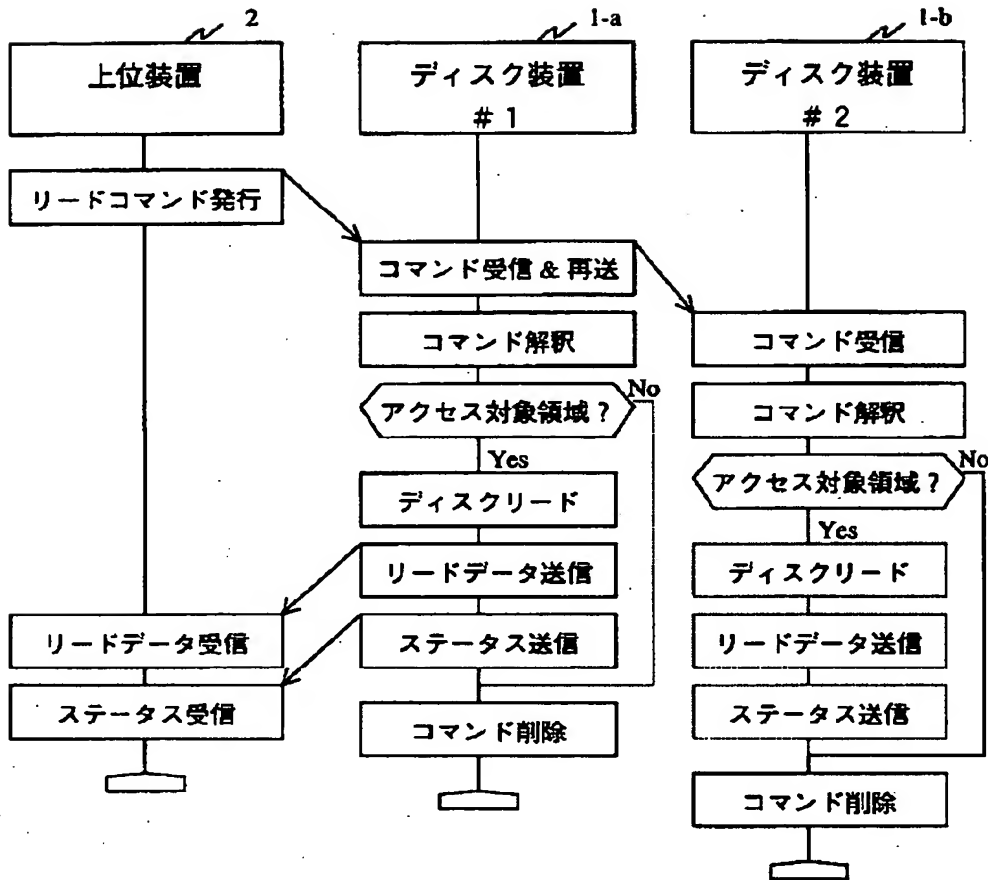 2
上位装置
リードコマンド発行
リードデータ受信
ステータス受信
1-a
ディスク装置
# 1
コマンド受信 & 再送
コマンド解釈
アクセス対象領域?
No
Yes
ディスクリード
リードデータ送信
ステータス送信
コマンド削除
1-b
ディスク装置
# 2
コマンド受信
コマンド解釈
アクセス対象領域?
No
Yes
ディスクリード
リードデータ送信
ステータス送信
コマンド削除